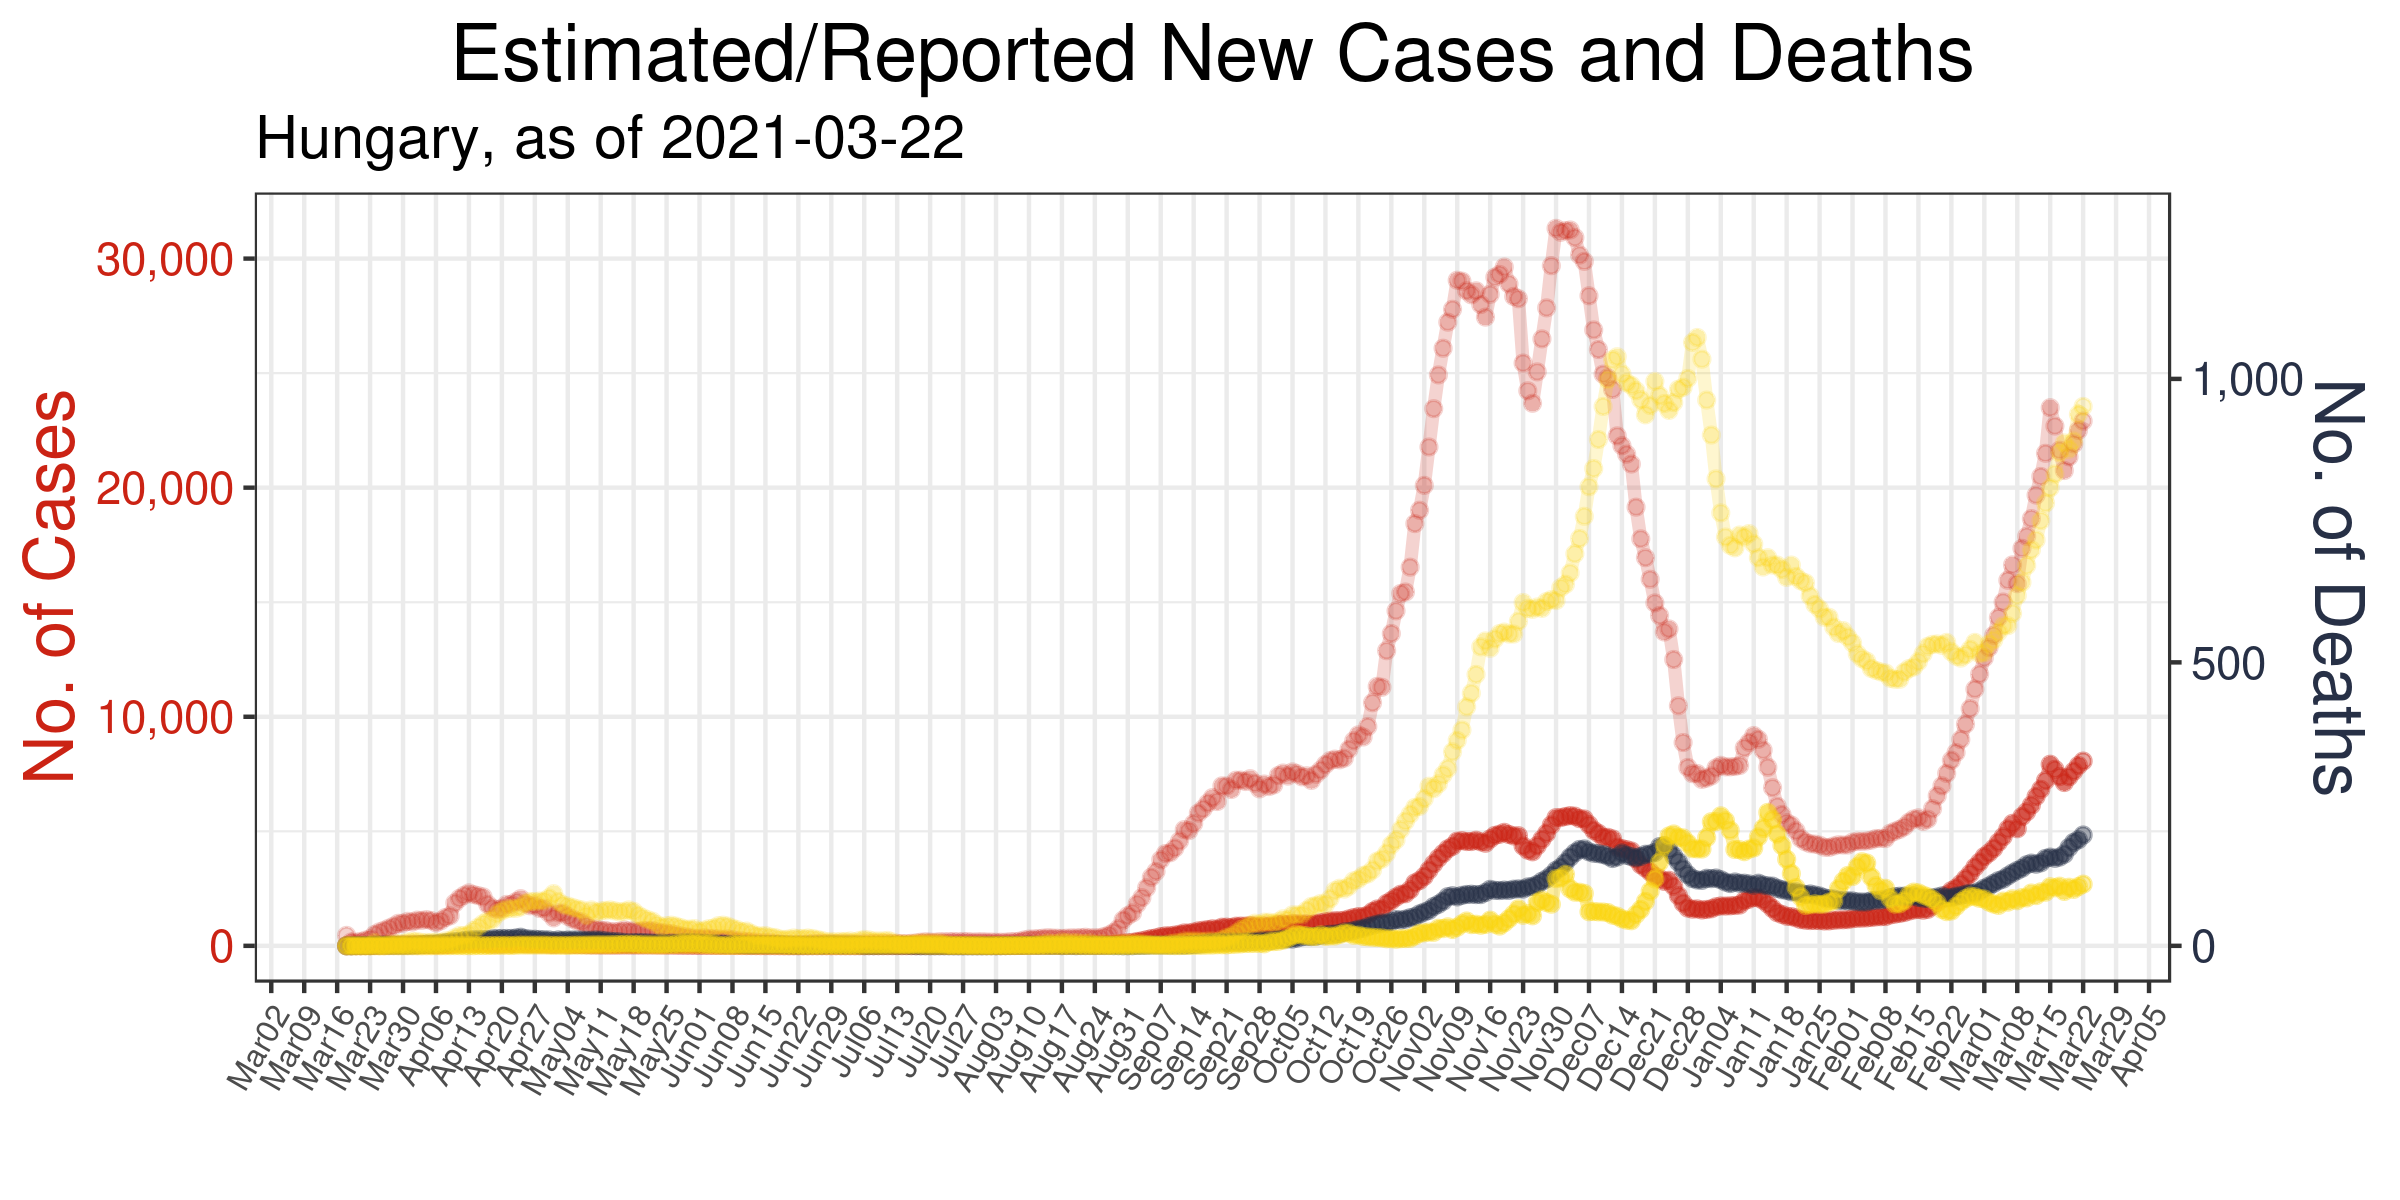 Estimated/Reported New Cases and Deaths
Hungary, as of 2021-03-22
No. of Cases
30,000
20,000
10,000
0
1,000
500
0
No. of Deaths
Mar02
Mar09
Mar16
Mar23
Mar30
Apr06
Apr13
Apr20
Apr27
May04
May11
May18
May25
Jun01
Jun08
Jun15
Jun22
Jun29
Jul06
Jul13
Jul20
Jul27
Aug03
Aug10
Aug17
Aug24
Aug31
Sep07
Sep14
Sep21
Sep28
Oct05
Oct12
Oct19
Oct26
Nov02
Nov09
Nov16
Nov23
Nov30
Dec07
Dec14
Dec21
Dec28
Jan04
Jan11
Jan18
Jan25
Feb01
Feb08
Feb15
Feb22
Mar01
Mar08
Mar15
Mar22
Mar29
Apr05